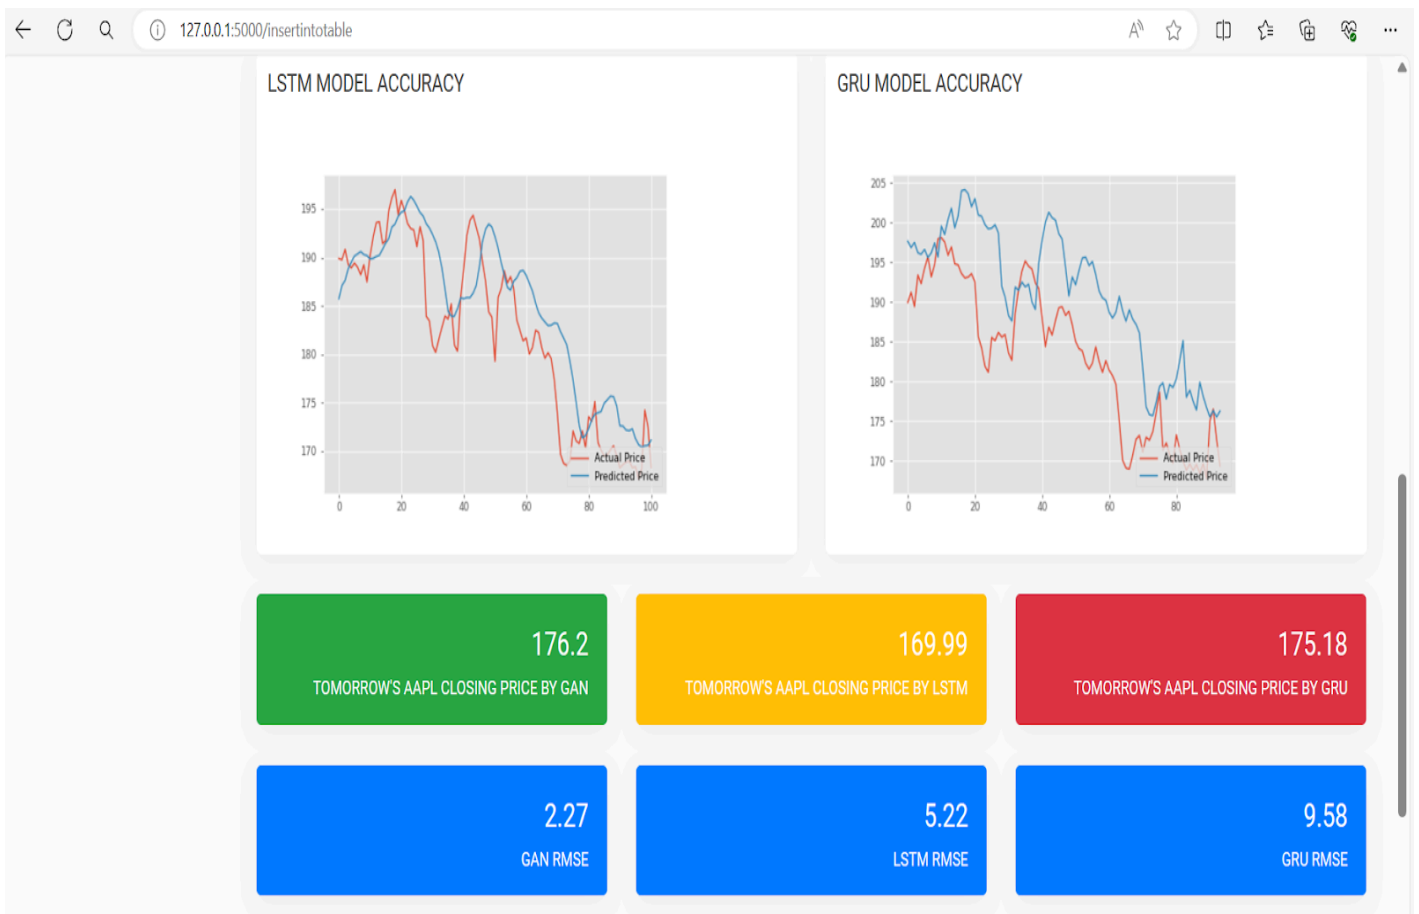 127.0.0.1:5000/insertintotable
LSTM MODEL ACCURACY
195
190
185
180
175
170
0 20 40 60 80 100
Actual Price
Predicted Price
GRU MODEL ACCURACY
205
200
195
190
185
180
175
170
0 20 40 60 80
Actual Price
Predicted Price
176.2
TOMORROW'S AAPL CLOSING PRICE BY GAN
169.99
TOMORROW'S AAPL CLOSING PRICE BY LSTM
175.18
TOMORROW'S AAPL CLOSING PRICE BY GRU
2.27
GAN RMSE
5.22
LSTM RMSE
9.58
GRU RMSE